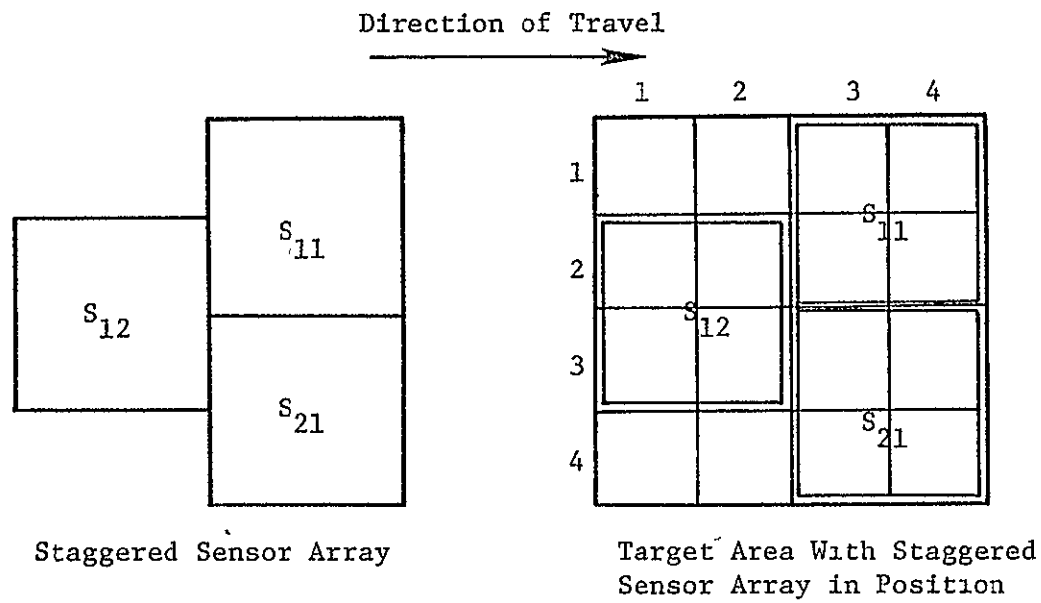 Direction of Travel
1 2 3 4
1
2
3
4
S11
S12
S21
S11
S12
S21
Staggered Sensor Array
Target Area With Staggered
Sensor Array in Position